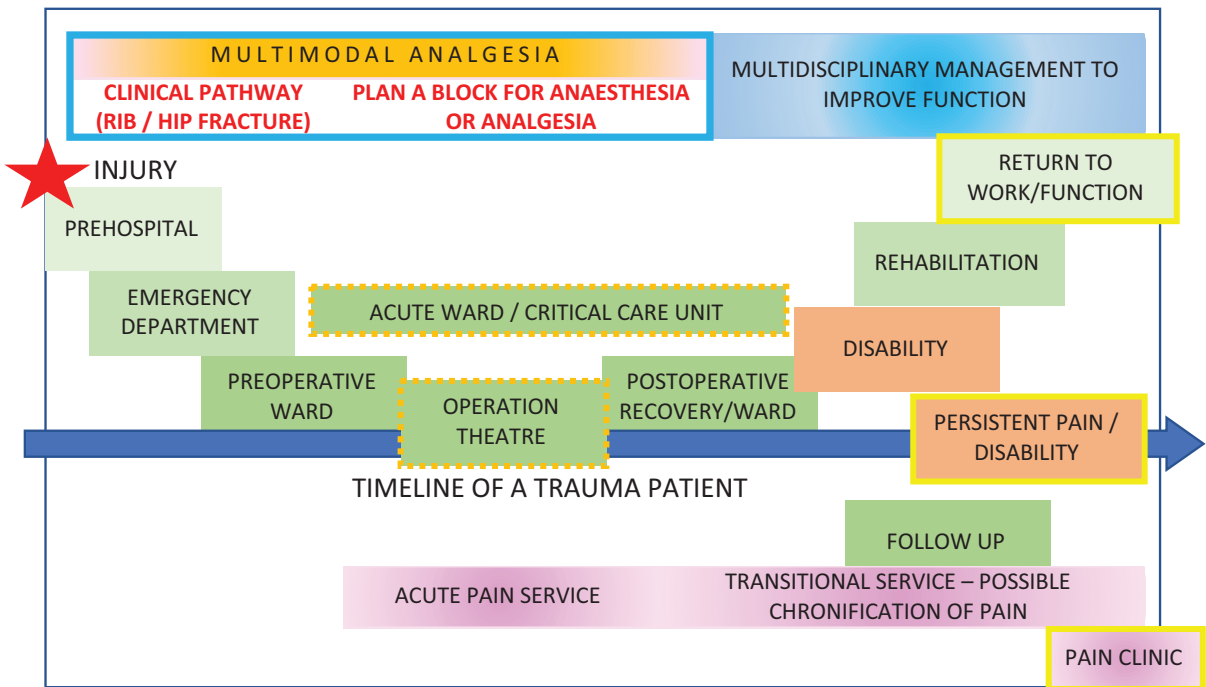 MULTIMODAL ANALGESIA
CLINICAL PATHWAY
(RIB / HIP FRACTURE)
PLAN A BLOCK FOR ANAESTHESIA
OR ANALGESIA
MULTIDISCIPLINARY MANAGEMENT TO
IMPROVE FUNCTION
INJURY
RETURN TO
WORK/FUNCTION
PREHOSPITAL
REHABILITATION
EMERGENCY
DEPARTMENT
ACUTE WARD / CRITICAL CARE UNIT
DISABILITY
PREOPERATIVE
WARD
OPERATION
THEATRE
POSTOPERATIVE
RECOVERY/WARD
PERSISTENT PAIN /
DISABILITY
TIMELINE OF A TRAUMA PATIENT
FOLLOW UP
ACUTE PAIN SERVICE
TRANSITIONAL SERVICE – POSSIBLE
CHRONIFICATION OF PAIN
PAIN CLINIC